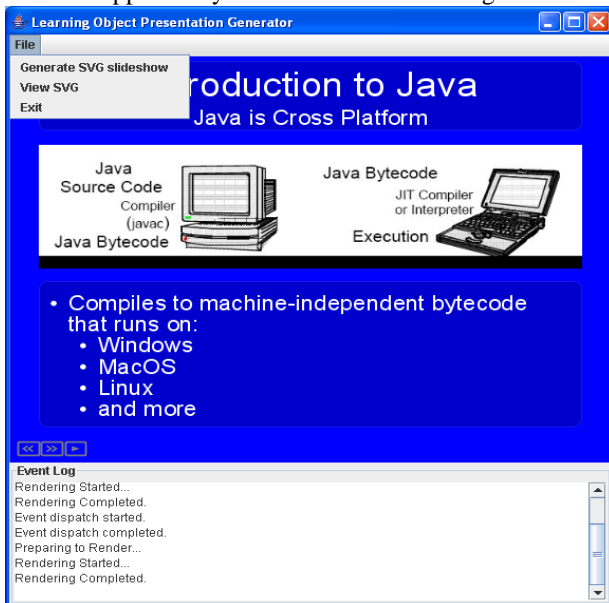 Learning Object Presentation Generator
File
Generate SVG slideshow
View SVG
Exit
roduction to Java
Java is Cross Platform
Java
Source Code
Compiler
(javac)
Java Bytecode
Java Bytecode
JIT Compiler
or Interpreter
Execution
• Compiles to machine-independent bytecode
that runs on:
• Windows
• MacOS
• Linux
• and more
Event Log
Rendering Started...
Rendering Completed.
Event dispatch started.
Event dispatch completed.
Preparing to Render...
Rendering Started...
Rendering Completed.